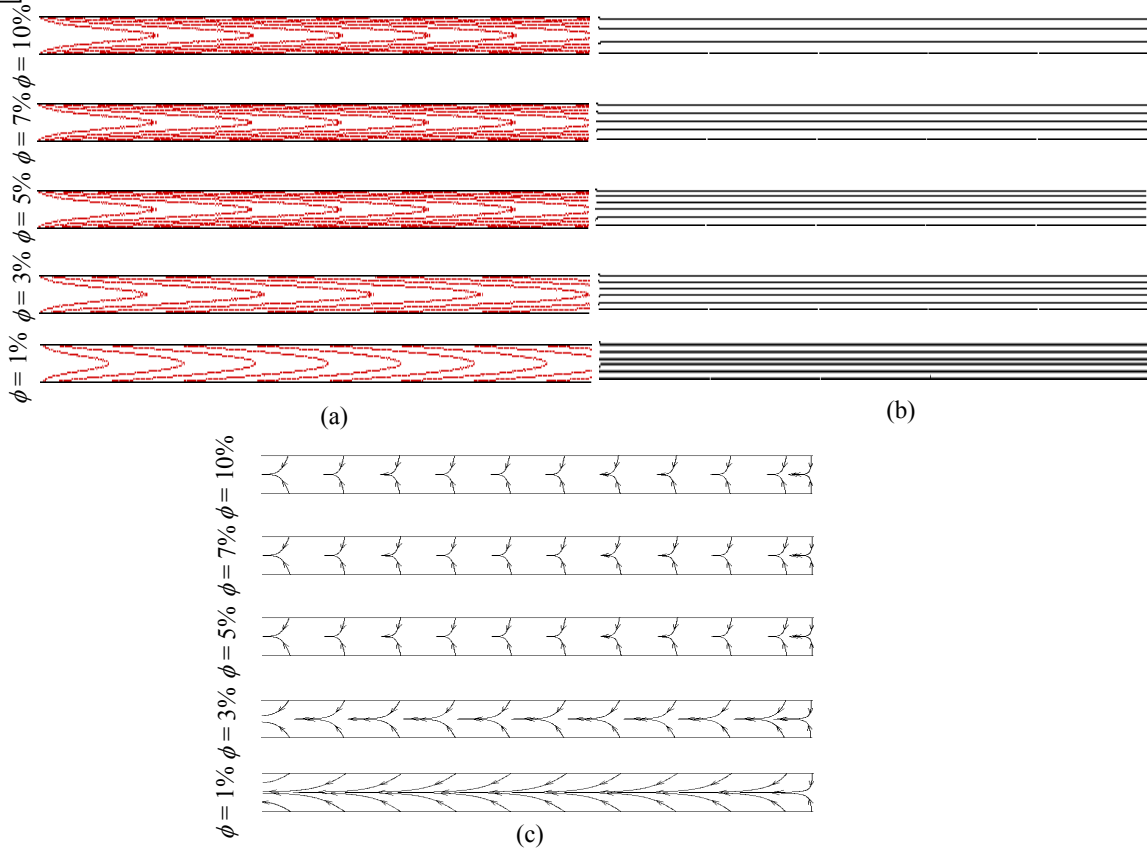 ϕ = 10%
ϕ = 7%
ϕ = 5%
ϕ = 3%
ϕ = 1%
(a)
(b)
ϕ = 10%
ϕ = 7%
ϕ = 5%
ϕ = 3%
ϕ = 1%
(c)